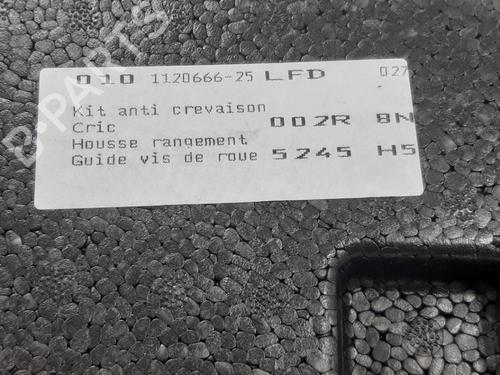 010 1120666-25 LFD 027
Kit anti crevaison
Cric 002R 8N
Housse rangement
Guide vis de roue 5245 H5
B-PARTS